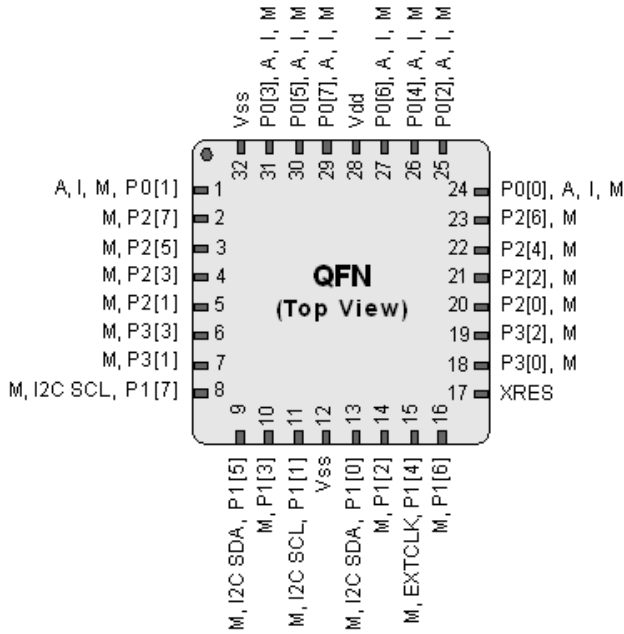 Vss
P0[3], A, I, M
P0[5], A, I, M
P0[7], A, I, M
Vdd
P0[6], A, I, M
P0[4], A, I, M
P0[2], A, I, M
32
31
30
29
28
27
26
25
A, I, M, P0[1]
1
M, P2[7]
2
M, P2[5]
3
M, P2[3]
4
M, P2[1]
5
M, P3[3]
6
M, P3[1]
7
M, I2C SCL, P1[7]
8
QFN
(Top View)
24
P0[0], A, I, M
23
P2[6], M
22
P2[4], M
21
P2[2], M
20
P2[0], M
19
P3[2], M
18
P3[0], M
17
XRES
9
10
11
12
13
14
15
16
M, I2C SDA, P1[5]
M, P1[3]
M, I2C SCL, P1[1]
Vss
M, I2C SDA, P1[0]
M, P1[2]
M, EXTCLK, P1[4]
M, P1[6]